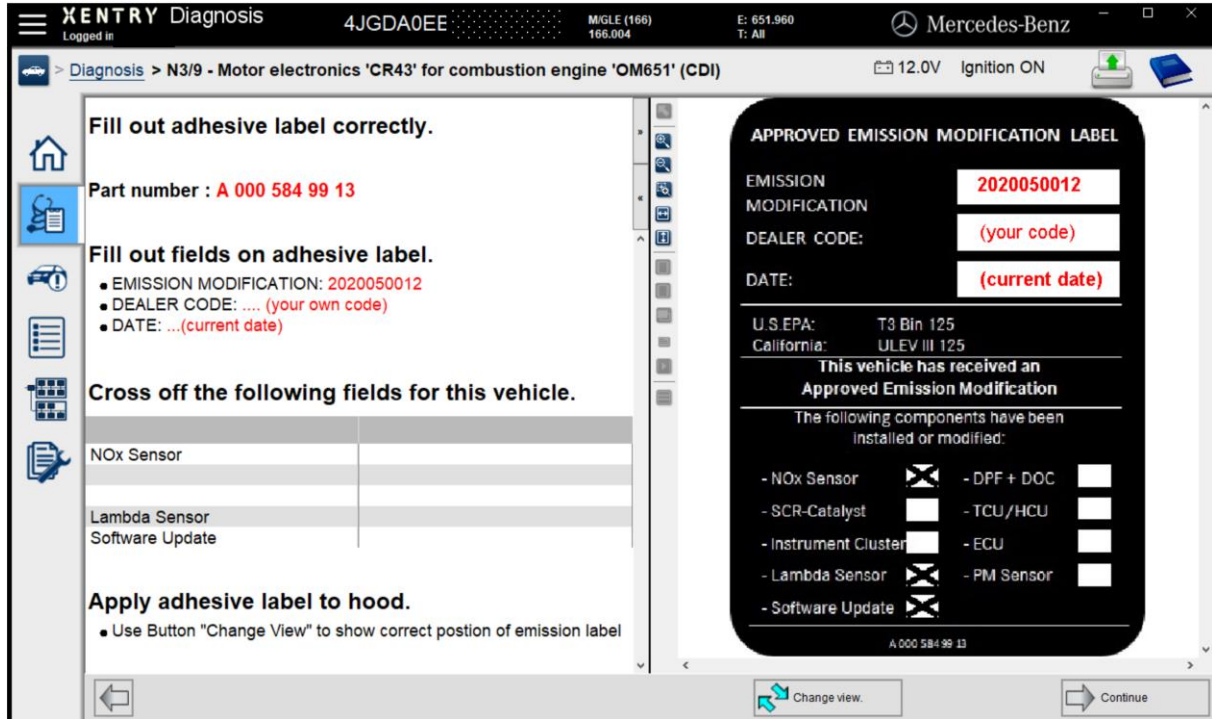 XENTRY Diagnosis
Logged in
4JGDA0EE
M/GLE (166)
166.004
E: 651.960
T: All
Mercedes-Benz
> Diagnosis > N3/9 - Motor electronics 'CR43' for combustion engine 'OM651' (CDI)
12.0V Ignition ON
Fill out adhesive label correctly.
Part number : A 000 584 99 13
Fill out fields on adhesive label.
• EMISSION MODIFICATION: 2020050012
• DEALER CODE: .... (your own code)
• DATE: ...(current date)
Cross off the following fields for this vehicle.
NOx Sensor
Lambda Sensor
Software Update
Apply adhesive label to hood.
• Use Button "Change View" to show correct postion of emission label
APPROVED EMISSION MODIFICATION LABEL
EMISSION
MODIFICATION
2020050012
DEALER CODE:
(your code)
DATE:
(current date)
U.S.EPA: T3 Bin 125
California: ULEV III 125
This vehicle has received an
Approved Emission Modification
The following components have been
installed or modified:
- NOx Sensor - DPF + DOC
- SCR-Catalyst - TCU/HCU
- Instrument Cluster - ECU
- Lambda Sensor - PM Sensor
- Software Update
A 000 584 99 13
Change view.
Continue